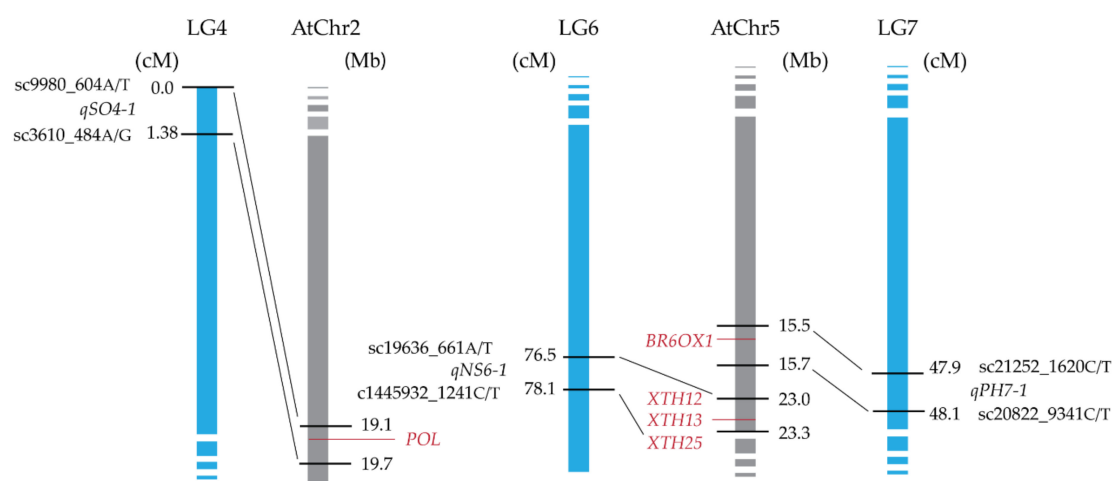 LG4 AtChr2 LG6 AtChr5 LG7
(cM) (Mb) (cM) (Mb) (cM)
sc9980_604A/T 0.0
qSO4-1
sc3610_484A/G 1.38
15.5
BR6OX1
sc19636_661A/T 76.5 15.7 47.9 sc21252_1620C/T
qNS6-1 qPH7-1
c1445932_1241C/T 78.1 XTH12 23.0 48.1 sc20822_9341C/T
19.1 XTH13
POL XTH25 23.3
19.7